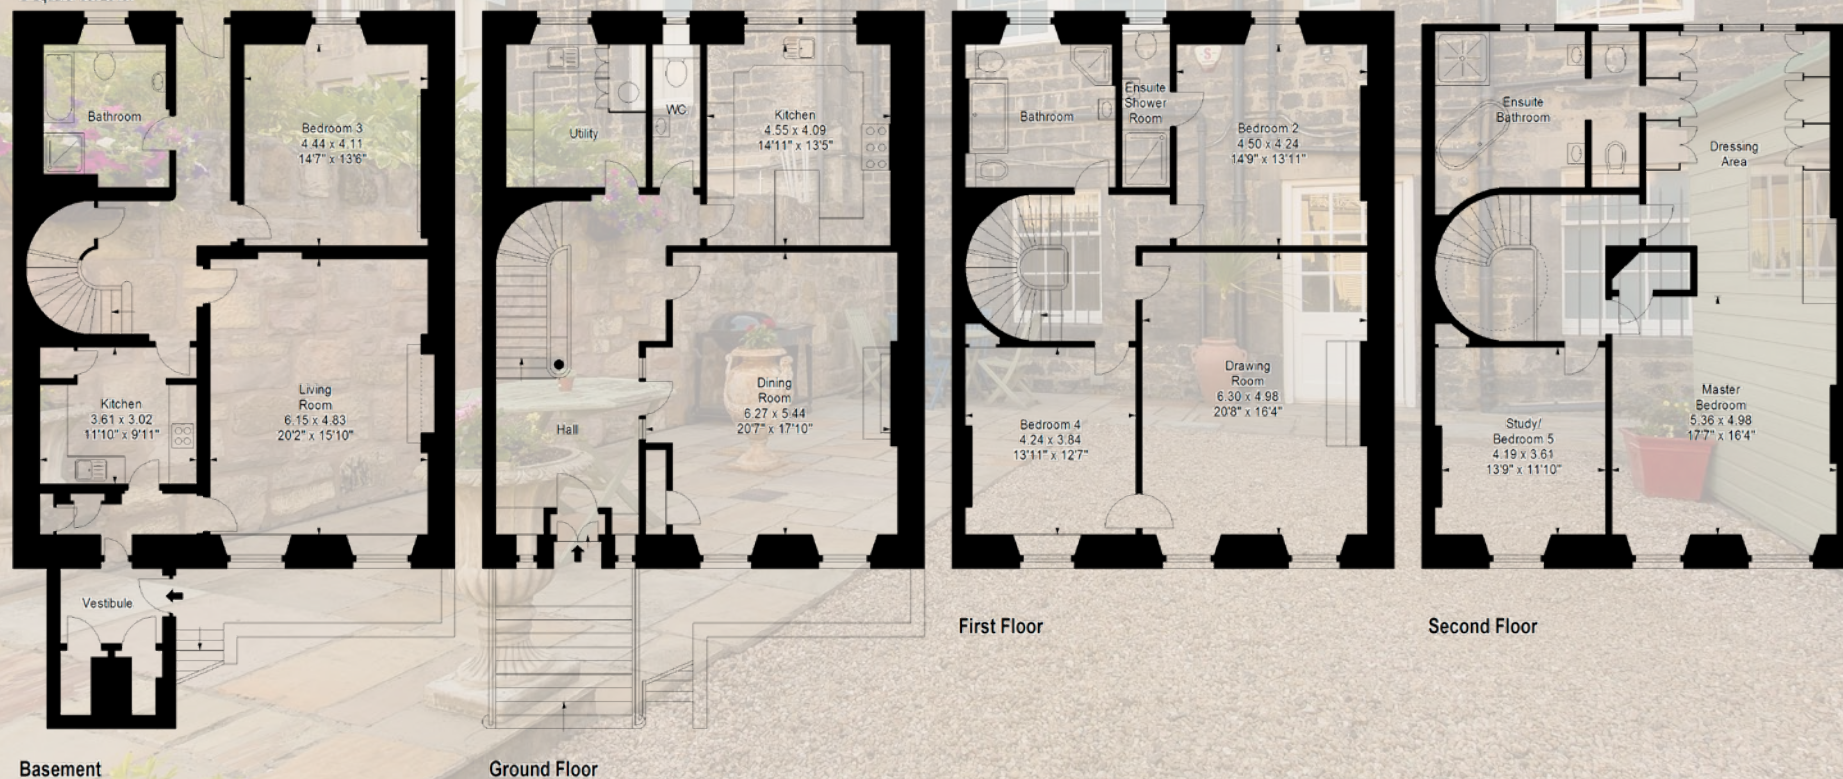 Bathroom
Bedroom 3
4.44 x 4.11
14'7" x 13'6"
Kitchen
3.61 x 3.02
11'10" x 9'11"
Living
Room
6.15 x 4.83
20'2" x 15'10"
Vestibule
Basement
Utility
WC
Kitchen
4.55 x 4.09
14'11" x 13'5"
Hall
Dining
Room
6.27 x 5.44
20'7" x 17'10"
Ground Floor
Bathroom
Ensuite
Shower
Room
Bedroom 2
4.50 x 4.24
14'9" x 13'11"
Bedroom 4
4.24 x 3.84
13'11" x 12'7"
Drawing
Room
6.30 x 4.98
20'8" x 16'4"
First Floor
Ensuite
Bathroom
Dressing
Area
Study/
Bedroom 5
4.19 x 3.61
13'9" x 11'10"
Master
Bedroom
5.36 x 4.98
17'7" x 16'4"
Second Floor